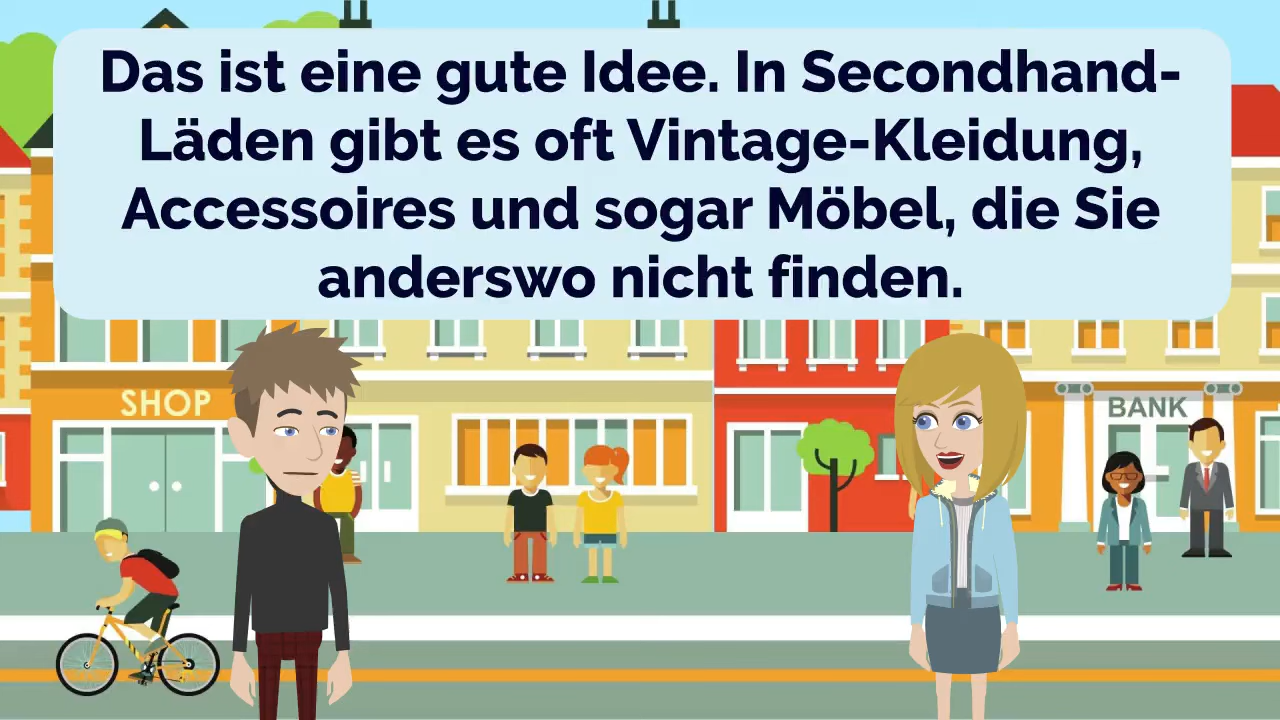 Das ist eine gute Idee. In Secondhand-
Läden gibt es oft Vintage-Kleidung,
Accessoires und sogar Möbel, die Sie
anderswo nicht finden.
SHOP
BANK